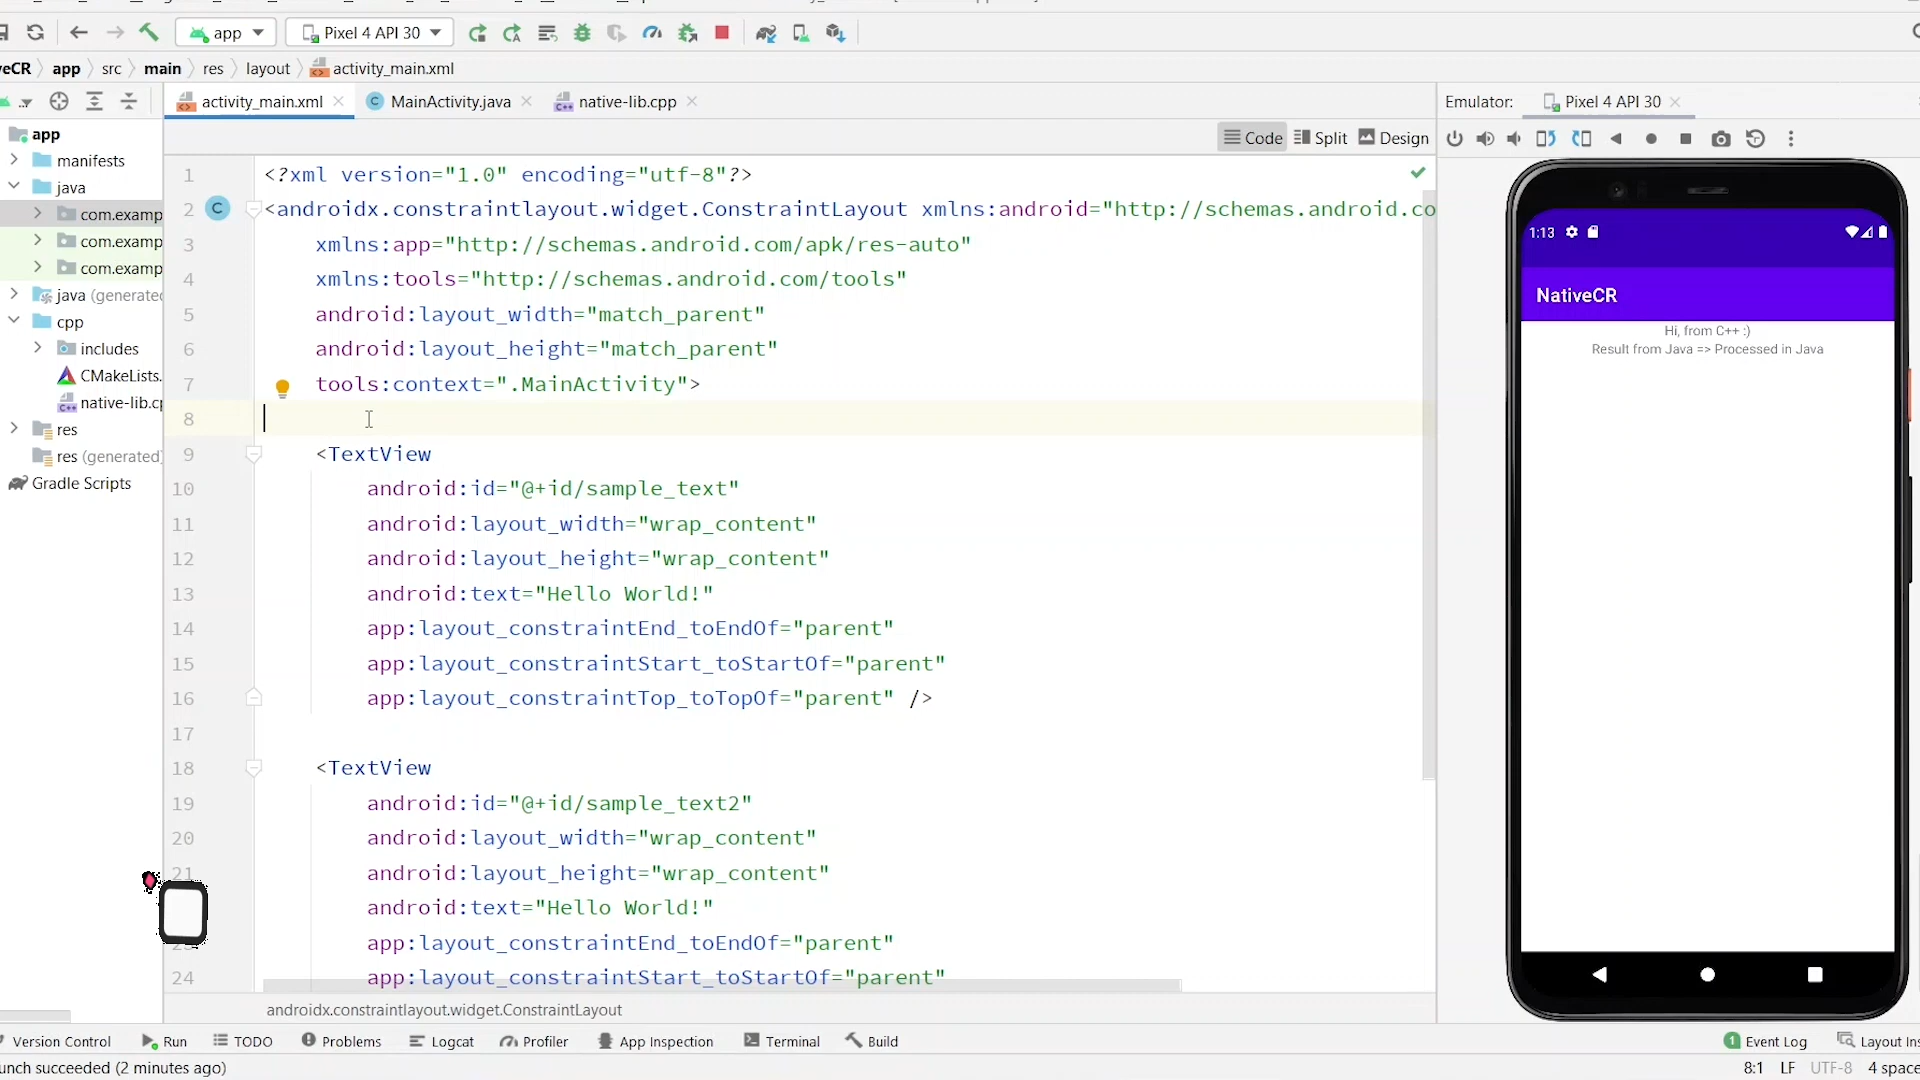 app
Pixel 4 API 30
app
src
main
res
layout
activity_main.xml
activity_main.xml
MainActivity.java
native-lib.cpp
Emulator:
Pixel 4 API 30
Code
Split
Design
app
manifests
java
com.examp
com.examp
com.examp
java (generated
cpp
includes
CMakeLists.
native-lib.cp
res
res (generated)
Gradle Scripts
1 <?xml version="1.0" encoding="utf-8"?>
2 <androidx.constraintlayout.widget.ConstraintLayout xmlns:android="http://schemas.android.co
3 xmlns:app="http://schemas.android.com/apk/res-auto"
4 xmlns:tools="http://schemas.android.com/tools"
5 android:layout_width="match_parent"
6 android:layout_height="match_parent"
7 tools:context=".MainActivity">
8
9 <TextView
10 android:id="@+id/sample_text"
11 android:layout_width="wrap_content"
12 android:layout_height="wrap_content"
13 android:text="Hello World!"
14 app:layout_constraintEnd_toEndOf="parent"
15 app:layout_constraintStart_toStartOf="parent"
16 app:layout_constraintTop_toTopOf="parent" />
17
18 <TextView
19 android:id="@+id/sample_text2"
20 android:layout_width="wrap_content"
21 android:layout_height="wrap_content"
android:text="Hello World!"
app:layout_constraintEnd_toEndOf="parent"
24 app:layout_constraintStart_toStartOf="parent"
androidx.constraintlayout.widget.ConstraintLayout
1:13
NativeCR
Hi, from C++ :)
Result from Java => Processed in Java
Version Control
Run
TODO
Problems
Logcat
Profiler
App Inspection
Terminal
Build
1 Event Log
Layout Ins
unch succeeded (2 minutes ago)
8:1 LF UTF-8 4 space